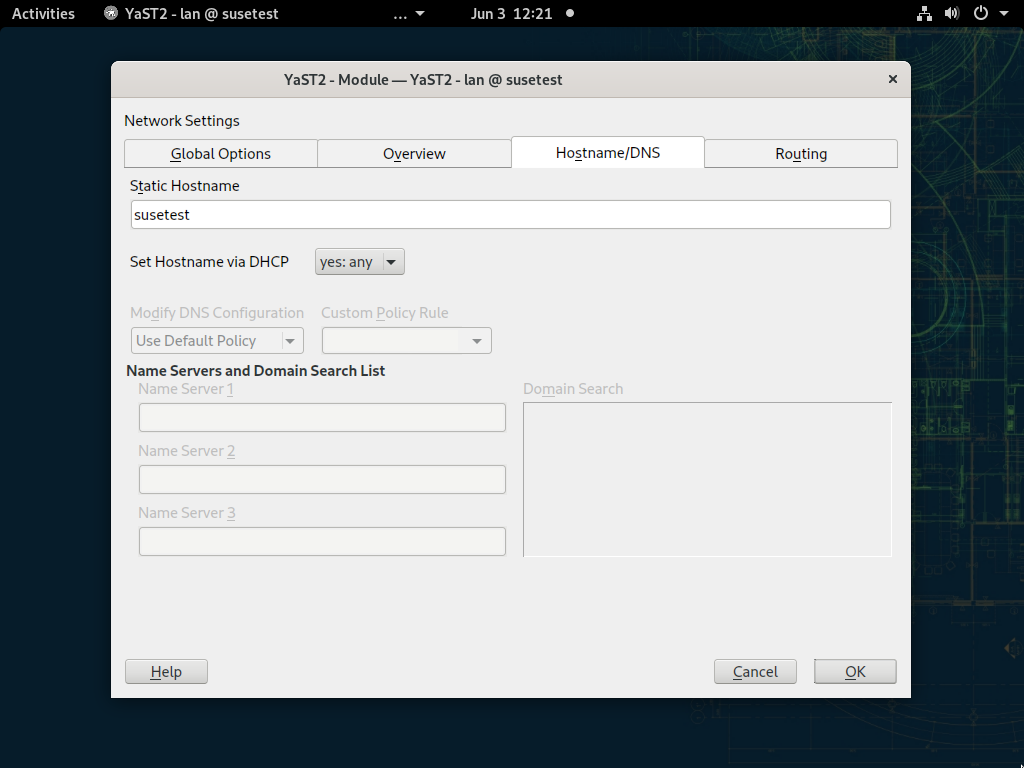 Activities YaST2 - lan @ susetest ... Jun 3 12:21
YaST2 - Module — YaST2 - lan @ susetest
Network Settings
Global Options Overview Hostname/DNS Routing
Static Hostname
susetest
Set Hostname via DHCP yes: any
Modify DNS Configuration Custom Policy Rule
Use Default Policy
Name Servers and Domain Search List
Name Server 1 Domain Search
Name Server 2
Name Server 3
Help Cancel OK